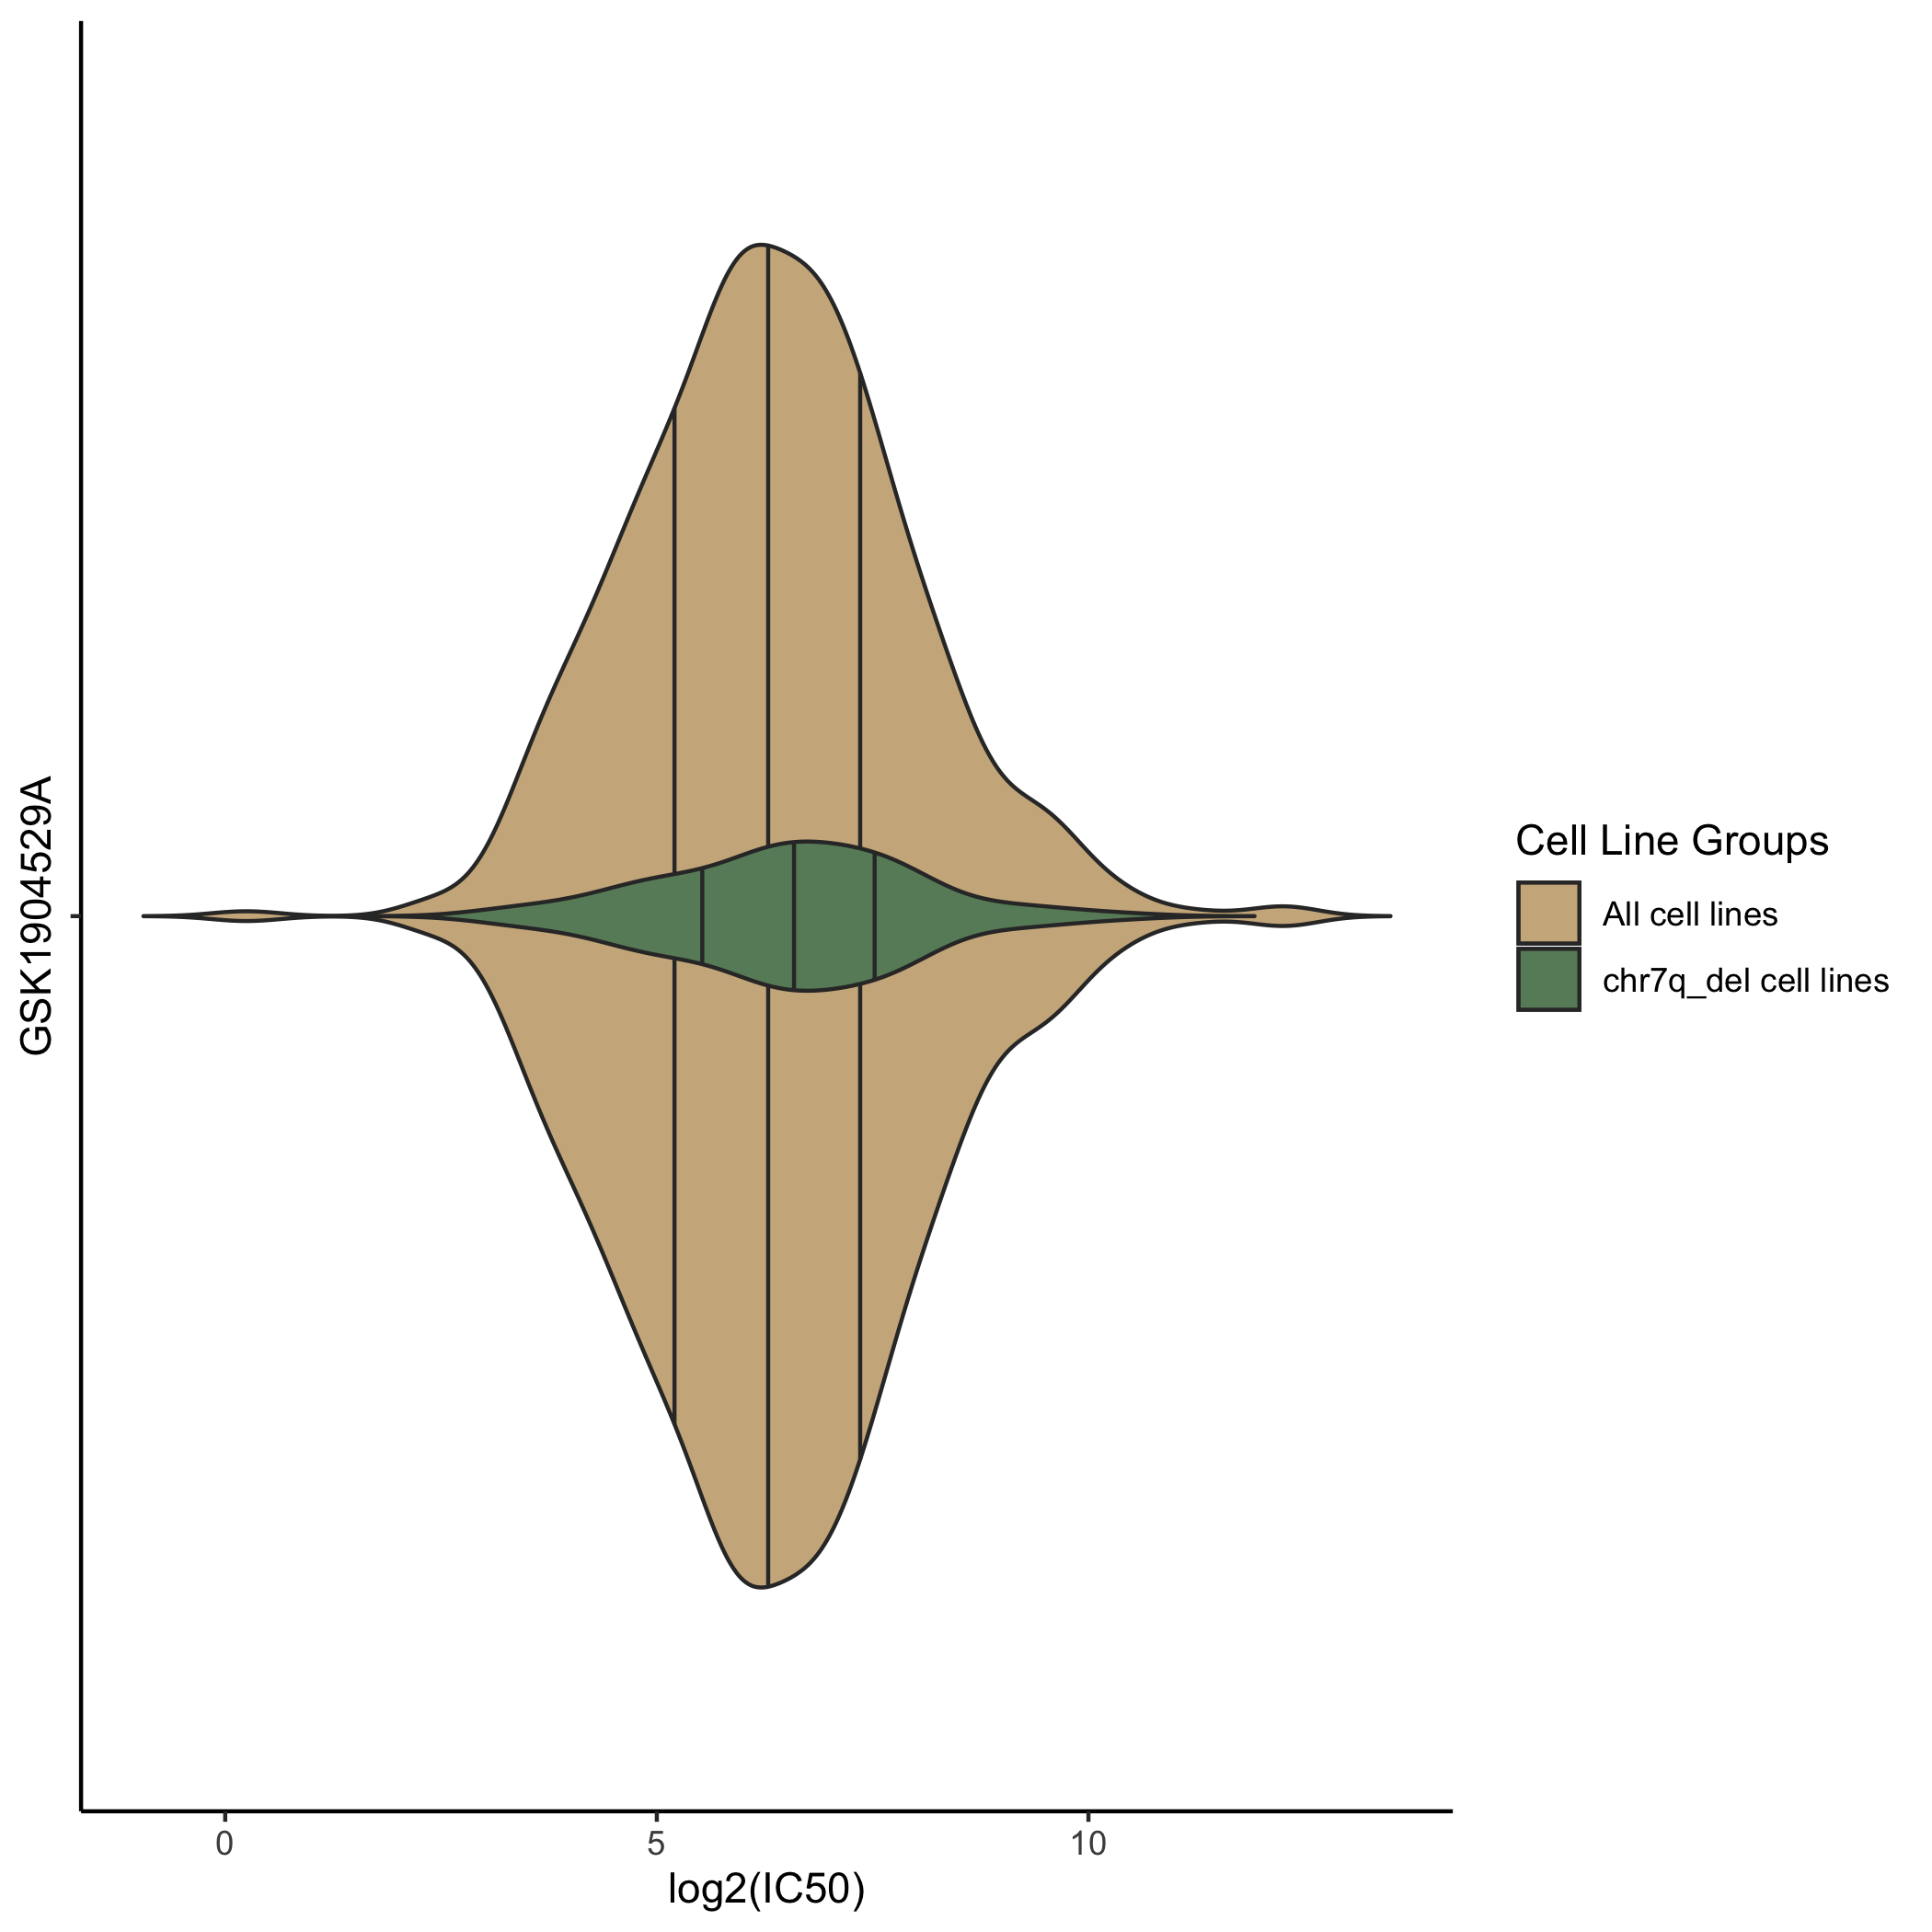 GSK1904529A
Cell Line Groups
All cell lines
chr7q_del cell lines
0 5 10
log2(IC50)